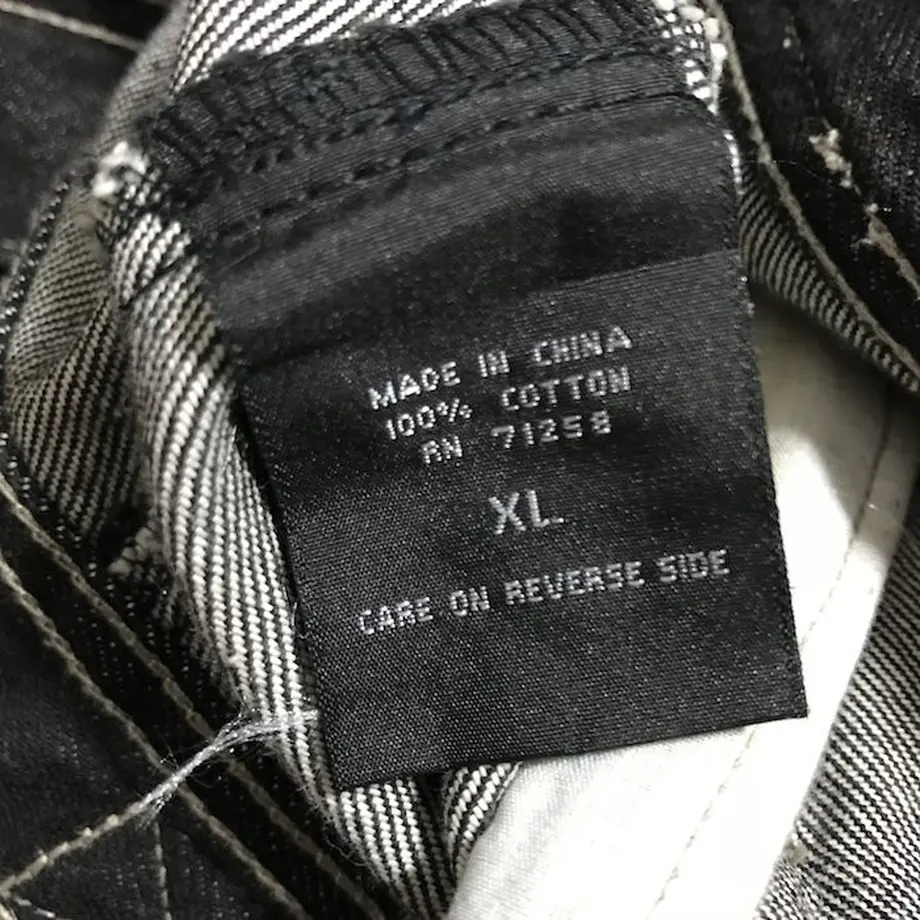 MADE IN CHINA
100% COTTON
RN 71258
XL
CARE ON REVERSE SIDE